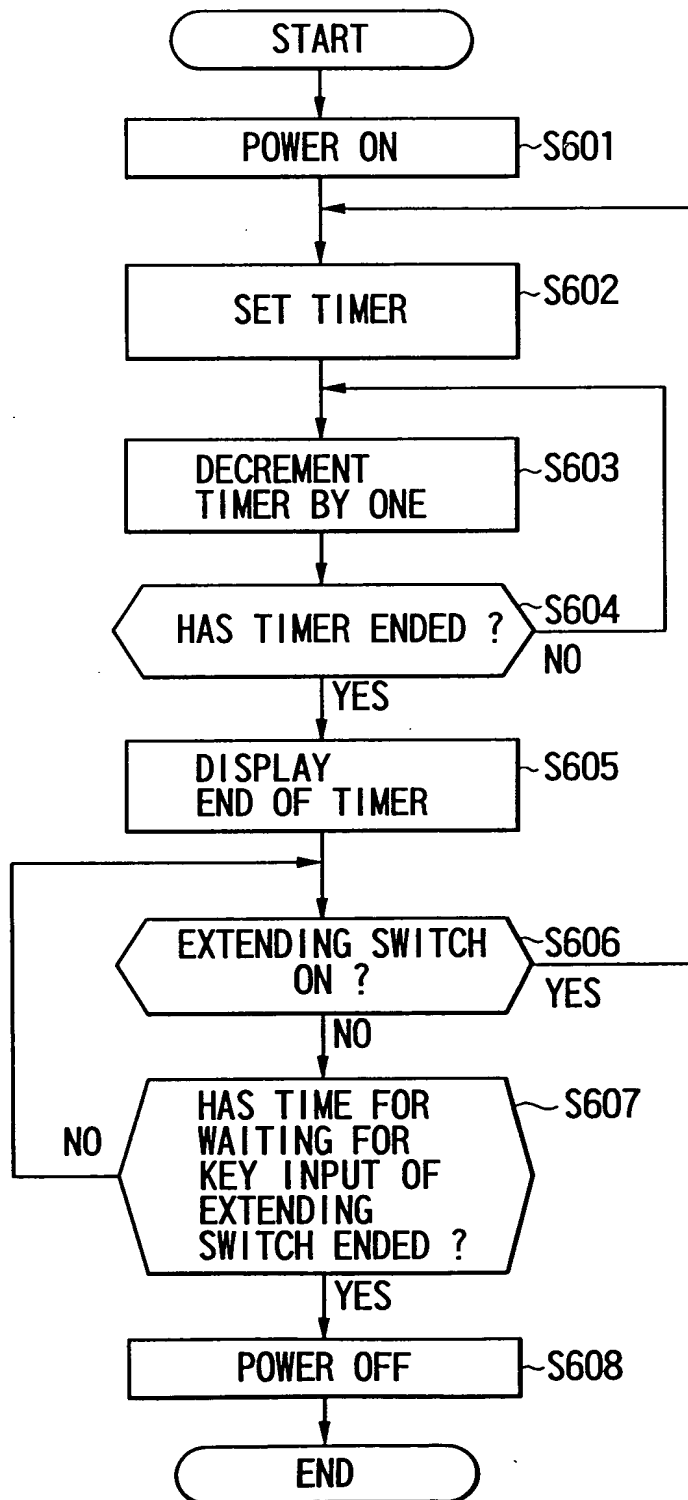 START
POWER ON
~S601
SET TIMER
~S602
DECREMENT
TIMER BY ONE
~S603
HAS TIMER ENDED ?
~S604
NO
YES
DISPLAY
END OF TIMER
~S605
EXTENDING SWITCH
ON ?
~S606
YES
NO
HAS TIME FOR
WAITING FOR
KEY INPUT OF
EXTENDING
SWITCH ENDED ?
~S607
NO
YES
POWER OFF
~S608
END